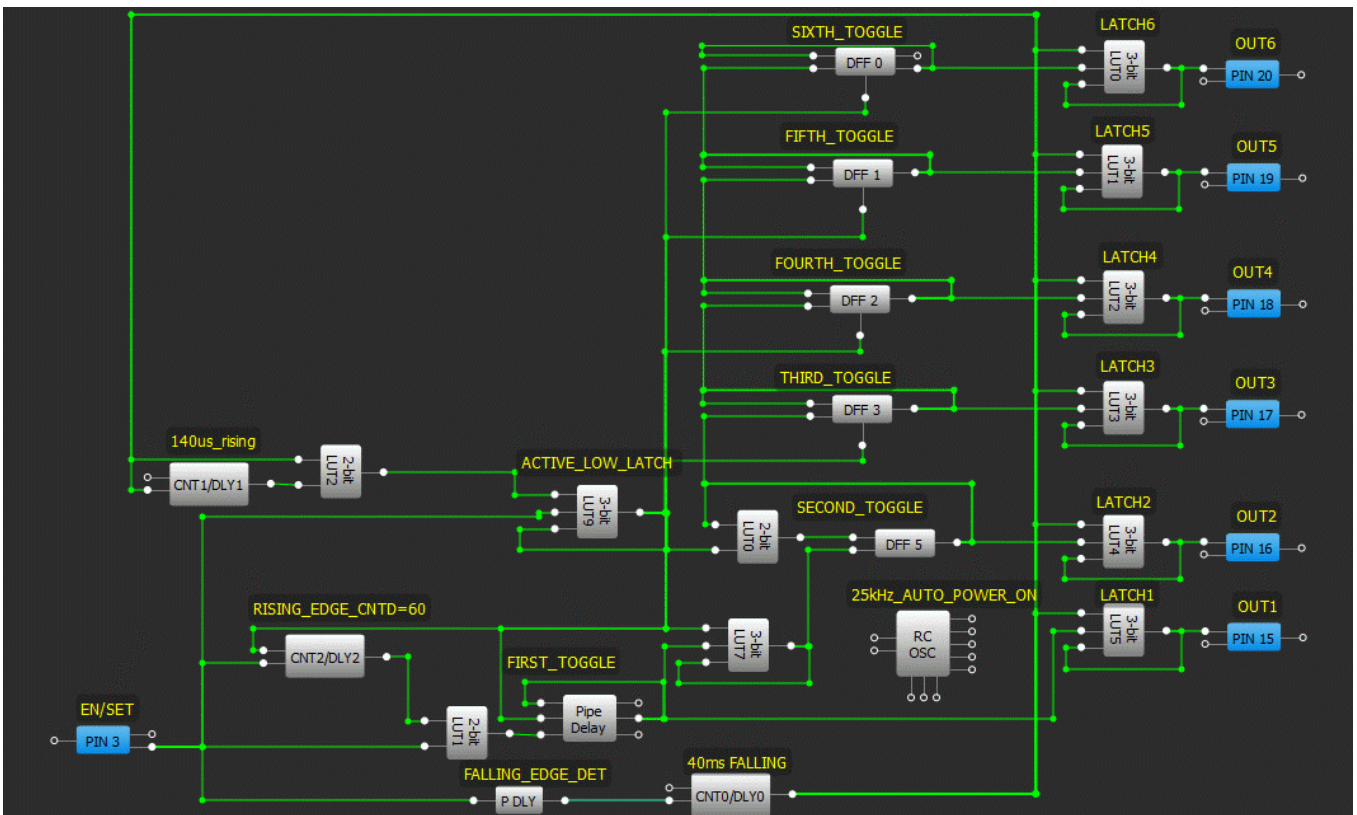 SIXTH_TOGGLE
DFF 0
LATCH6
3-bit
LUT0
OUT6
PIN 20
FIFTH_TOGGLE
DFF 1
LATCH5
3-bit
LUT1
OUT5
PIN 19
FOURTH_TOGGLE
DFF 2
LATCH4
3-bit
LUT2
OUT4
PIN 18
THIRD_TOGGLE
DFF 3
LATCH3
3-bit
LUT3
OUT3
PIN 17
140us_rising
CNT1/DLY1
2-bit
LUT2
ACTIVE_LOW_LATCH
3-bit
LUT9
2-bit
LUT0
SECOND_TOGGLE
DFF 5
LATCH2
3-bit
LUT4
OUT2
PIN 16
RISING_EDGE_CNTD=60
CNT2/DLY2
3-bit
LUT7
25kHz_AUTO_POWER_ON
RC
OSC
LATCH1
3-bit
LUT5
OUT1
PIN 15
FIRST_TOGGLE
Pipe
Delay
EN/SET
PIN 3
2-bit
LUT1
FALLING_EDGE_DET
P DLY
40ms FALLING
CNT0/DLY0